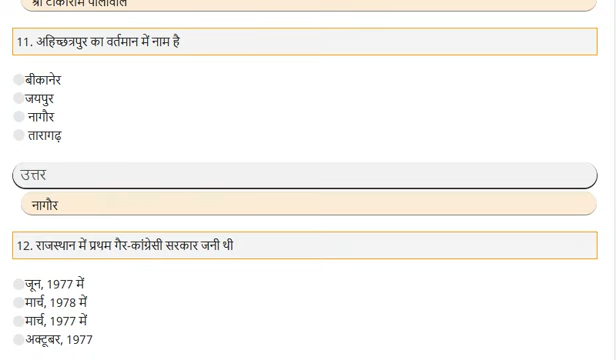 श्री टीकाराम पालीवाल
11. अहिच्छत्रपुर का वर्तमान में नाम है
बीकानेर
जयपुर
नागौर
तारागढ़
उत्तर
नागौर
12. राजस्थान में प्रथम गैर-कांग्रेसी सरकार जनी थी
जून, 1977 में
मार्च, 1978 में
मार्च, 1977 में
अक्टूबर, 1977